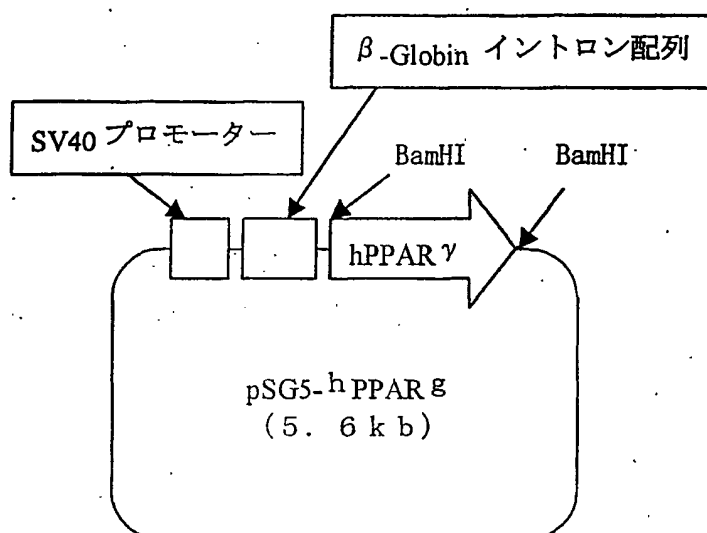 β-Globin イントロン配列
SV40 プロモーター
BamHI
BamHI
hPPARγ
pSG5-hPPARg
(5. 6kb)